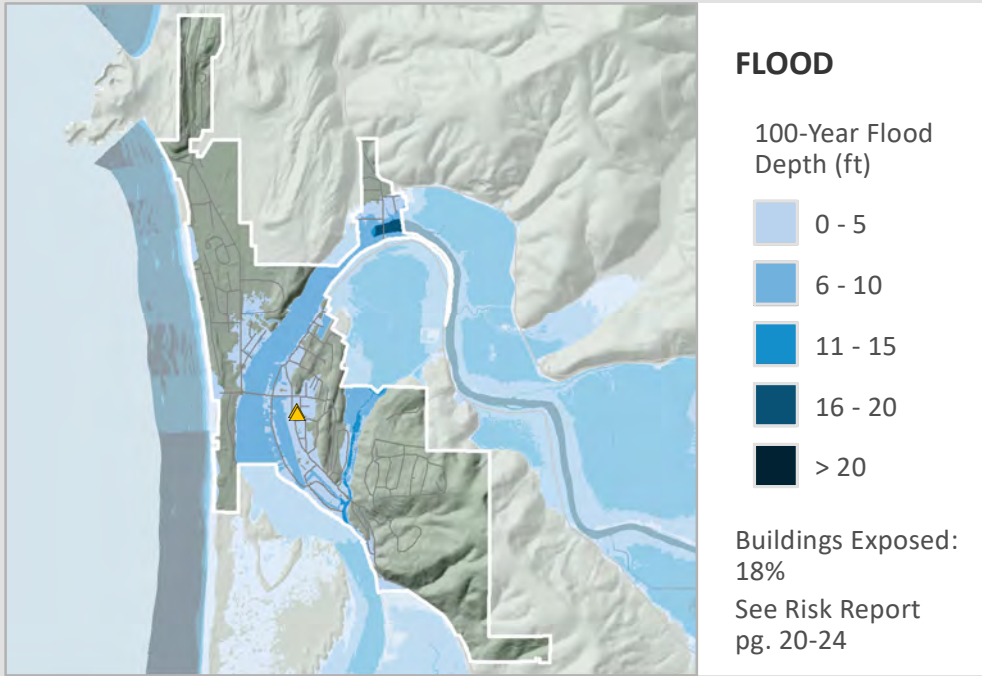 FLOOD
100-Year Flood
Depth (ft)
0 - 5
6 - 10
11 - 15
16 - 20
> 20
Buildings Exposed:
18%
See Risk Report
pg. 20-24